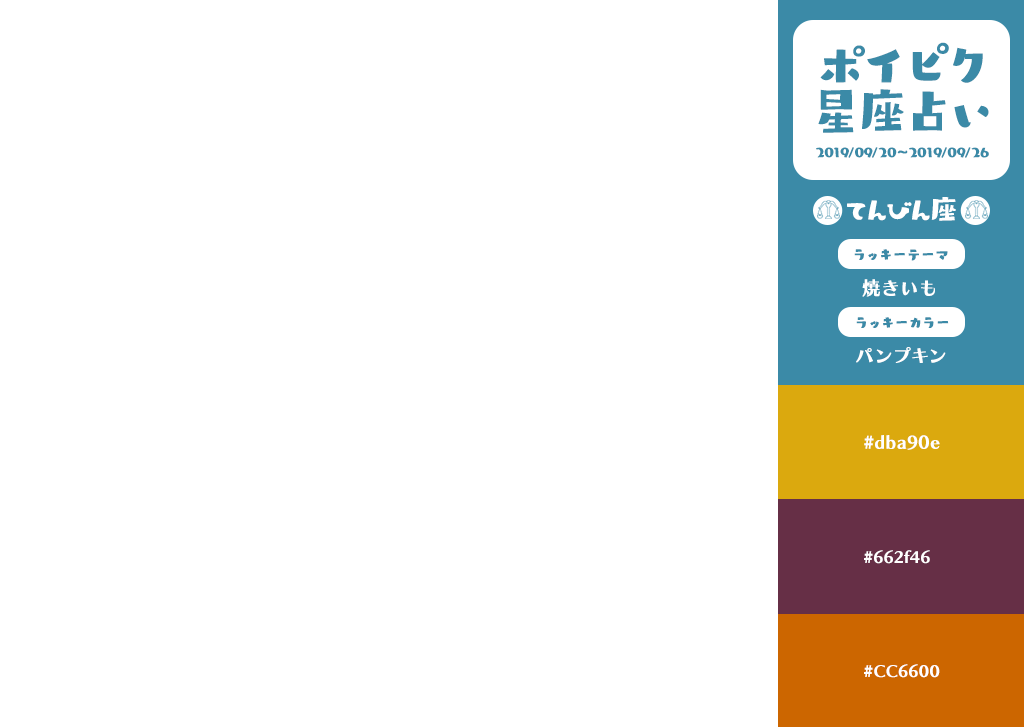 ポイピク
星座占い
2019/09/20~2019/09/26
てんびん座
ラッキーテーマ
焼きいも
ラッキーカラー
パンプキン
#dba90e
#662f46
#CC6600